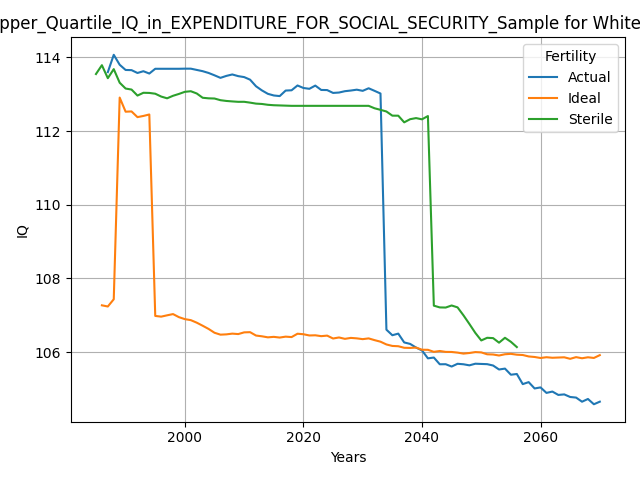 pper_Quartile_IQ_in_EXPENDITURE_FOR_SOCIAL_SECURITY_Sample for White
Fertility
Actual
Ideal
Sterile
114
112
110
108
106
IQ
2000
2020
2040
2060
Years